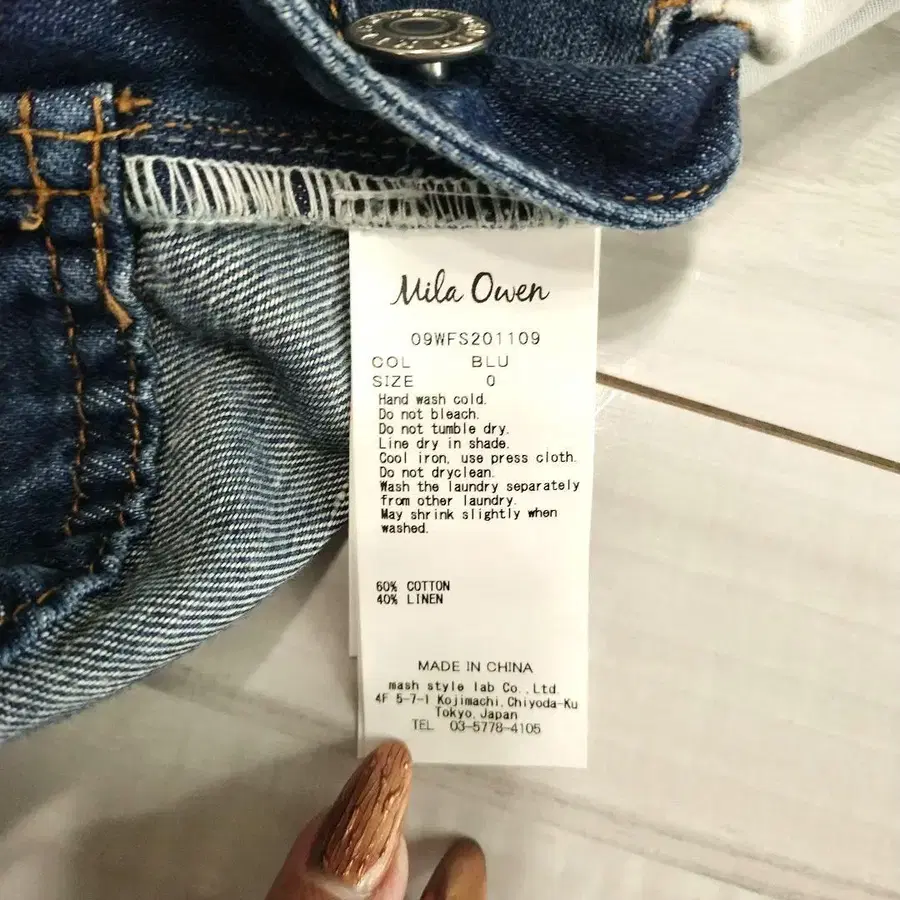 Mila Owen
09WFS201109
COL BLU
SIZE 0
Hand wash cold.
Do not bleach.
Do not tumble dry.
Line dry in shade.
Cool iron, use press cloth.
Do not dryclean.
Wash the laundry separately
from other laundry.
May shrink slightly when
washed.
60% COTTON
40% LINEN
MADE IN CHINA
mash style lab Co.,Ltd.
4F 5-7-1 Kojimachi,Chiyoda-Ku
Tokyo,Japan
TEL 03-5778-4105